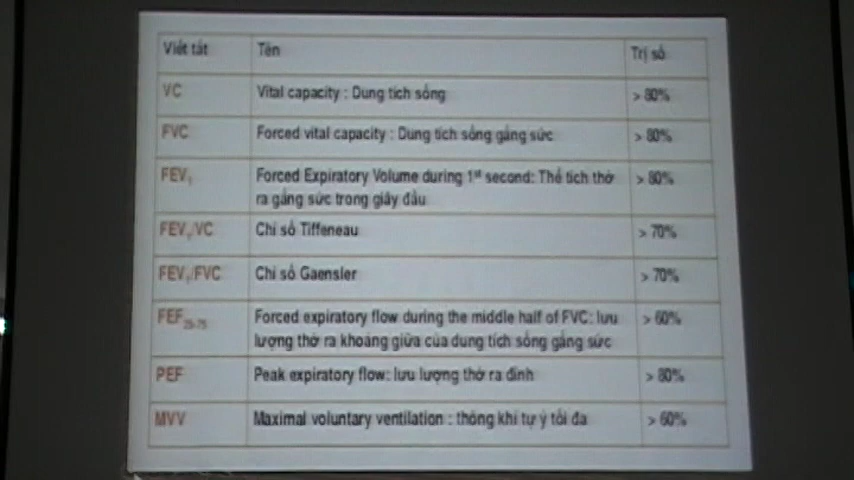 Viết tắt Tên Trị số
VC Vital capacity : Dung tích sống > 80%
FVC Forced vital capacity : Dung tích sống gắng sức > 80%
FEV1 Forced Expiratory Volume during 1st second: Thể tích thở > 80%
ra gắng sức trong giây đầu
FEV1/VC Chỉ số Tiffeneau > 70%
FEV1/FVC Chỉ số Gaensler > 70%
FEF25-75 Forced expiratory flow during the middle half of FVC: lưu > 60%
lượng thở ra khoảng giữa của dung tích sống gắng sức
PEF Peak expiratory flow: lưu lượng thở ra đỉnh > 80%
MVV Maximal voluntary ventilation : thông khí tự ý tối đa > 60%